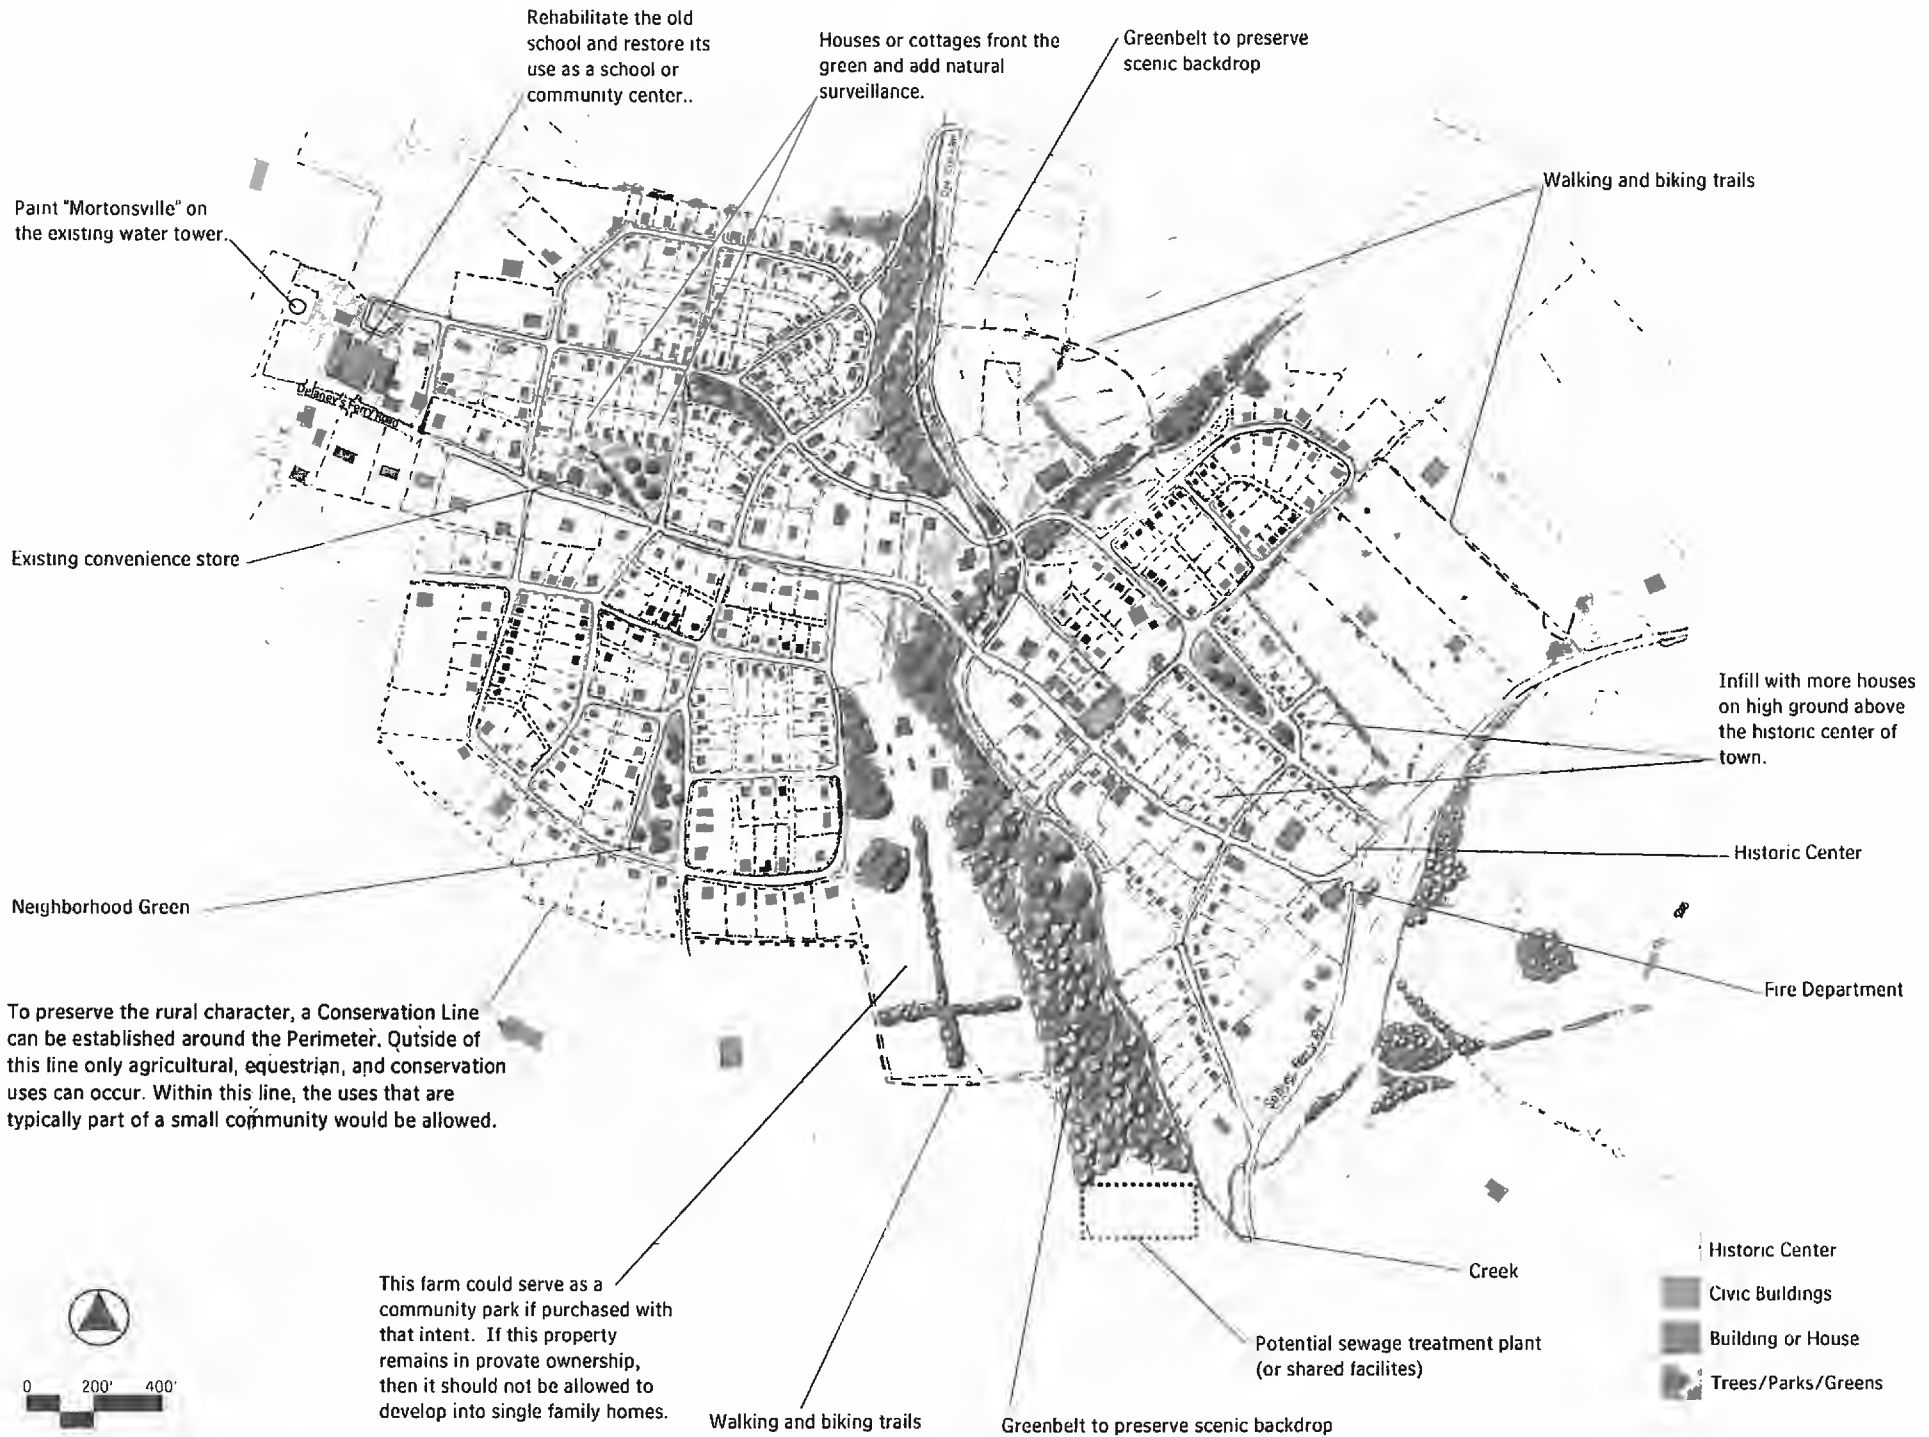 Rehabilitate the old
school and restore its
use as a school or
community center..
Houses or cottages front the
green and add natural
surveillance.
Greenbelt to preserve
scenic backdrop
Walking and biking trails
Paint "Mortonsville" on
the existing water tower.
Delaney's Ferry Road
Existing convenience store
Infill with more houses
on high ground above
the historic center of
town.
Historic Center
Neighborhood Green
Fire Department
To preserve the rural character, a Conservation Line
can be established around the Perimeter. Outside of
this line only agricultural, equestrian, and conservation
uses can occur. Within this line, the uses that are
typically part of a small community would be allowed.
Creek
This farm could serve as a
community park if purchased with
that intent. If this property
remains in provate ownership,
then it should not be allowed to
develop into single family homes.
Potential sewage treatment plant
(or shared facilites)
Walking and biking trails
Greenbelt to preserve scenic backdrop
0 200' 400'
Historic Center
Civic Buildings
Building or House
Trees/Parks/Greens